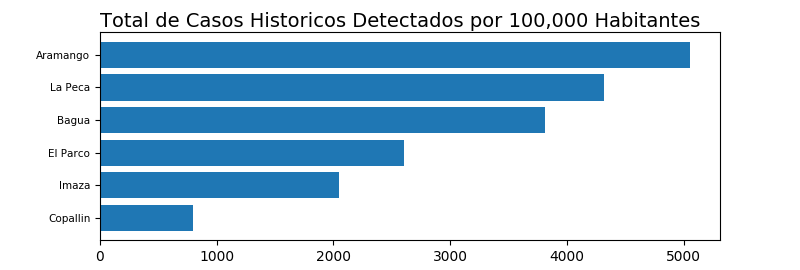 Total de Casos Historicos Detectados por 100,000 Habitantes
Aramango
La Peca
Bagua
El Parco
Imaza
Copallin
0 1000 2000 3000 4000 5000